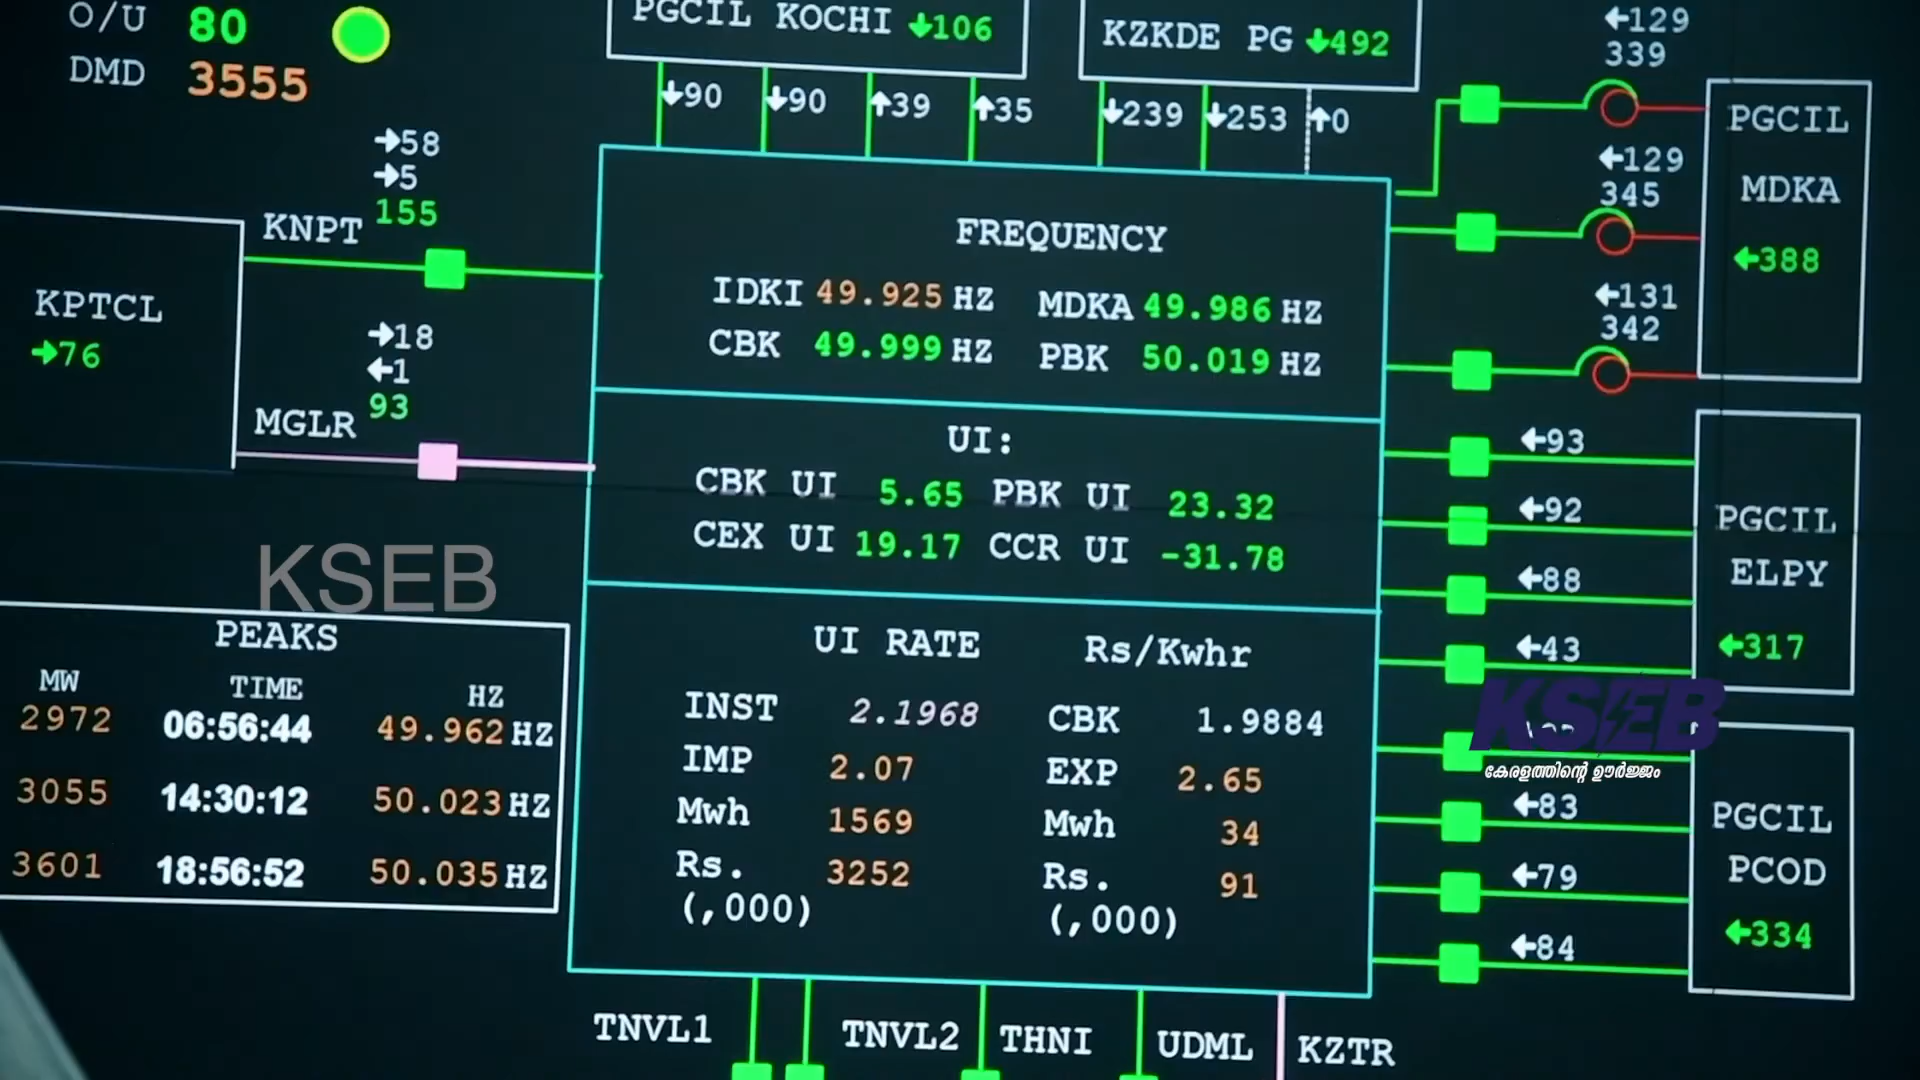 O/U 80
DMD 3555
PGCIL KOCHI ↓106
↓90 ↓90 ↑39 ↑35
KZKDE PG ↓492
↓239 ↓253 ↑0
←129
339
←129
345
←131
342
PGCIL
MDKA
←388
→58
→5
155
KNPT
KPTCL
→76
→18
←1
93
MGLR
FREQUENCY
IDKI 49.925 HZ MDKA 49.986 HZ
CBK 49.999 HZ PBK 50.019 HZ
UI:
CBK UI 5.65 PBK UI 23.32
CEX UI 19.17 CCR UI -31.78
UI RATE Rs/Kwhr
INST 2.1968 CBK 1.9884
IMP 2.07 EXP 2.65
Mwh 1569 Mwh 34
Rs. 3252 Rs. 91
(,000) (,000)
←93
←92
←88
←43
PGCIL
ELPY
←317
KSEB
കേരളത്തിന്റെ ഊർജ്ജം
←83
←79
←84
PGCIL
PCOD
←334
KSEB
PEAKS
MW TIME HZ
2972 06:56:44 49.962 HZ
3055 14:30:12 50.023 HZ
3601 18:56:52 50.035 HZ
TNVL1 TNVL2 THNI UDML KZTR